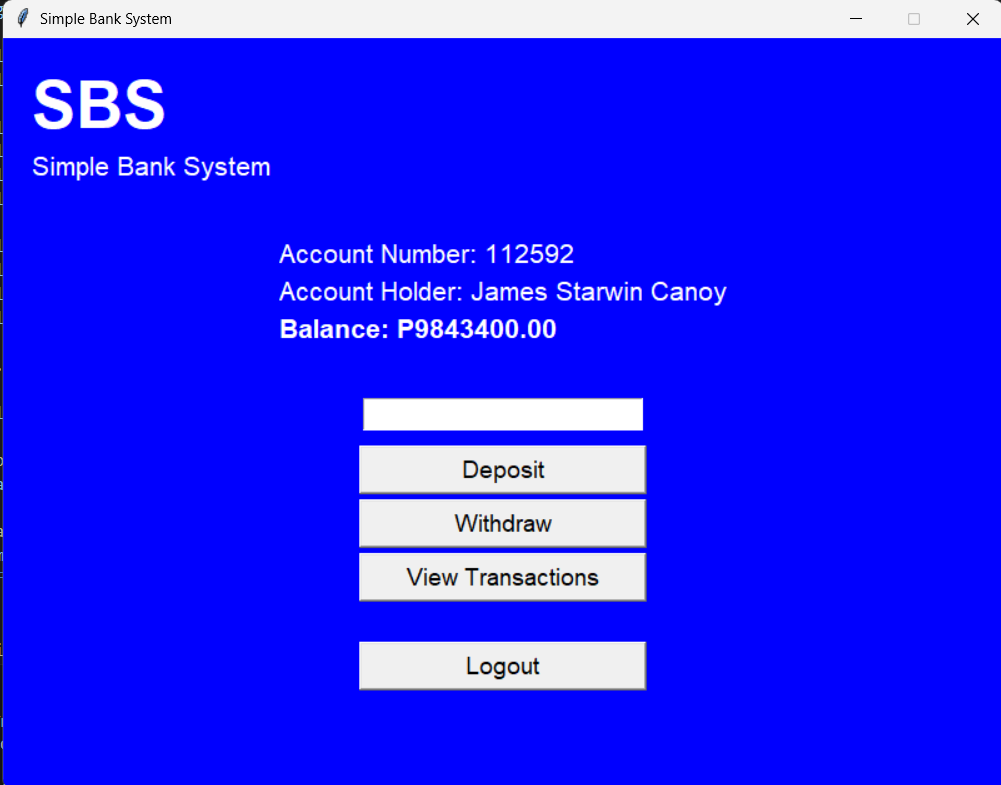 Simple Bank System
SBS
Simple Bank System
Account Number: 112592
Account Holder: James Starwin Canoy
Balance: P9843400.00
Deposit
Withdraw
View Transactions
Logout